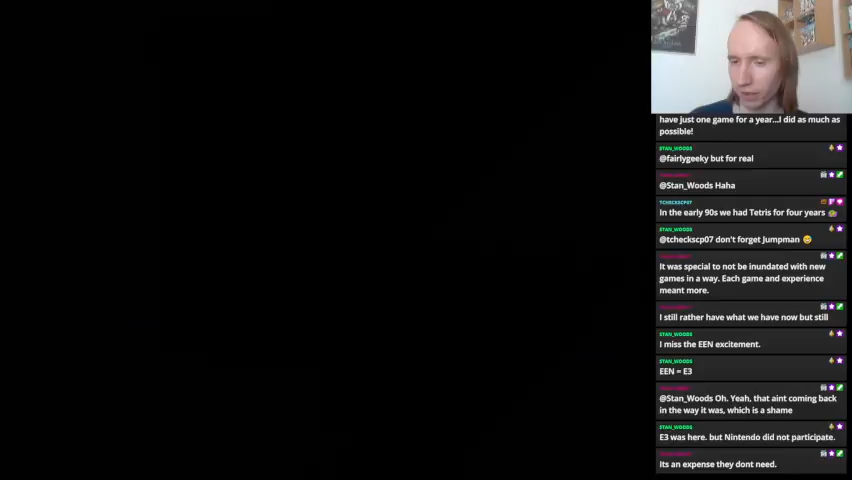 have just one game for a year...I did as much as
possible!
STAN_WOODS
@fairlygeeky but for real
@Stan_Woods Haha
TCHECKSCP07
In the early 90s we had Tetris for four years
STAN_WOODS
@tcheckscp07 don't forget Jumpman
It was special to not be inundated with new
games in a way. Each game and experience
meant more.
I still rather have what we have now but still
STAN_WOODS
I miss the EEN excitement.
STAN_WOODS
EEN = E3
@Stan_Woods Oh. Yeah, that aint coming back
in the way it was, which is a shame
STAN_WOODS
E3 was here. but Nintendo did not participate.
Its an expense they dont need.